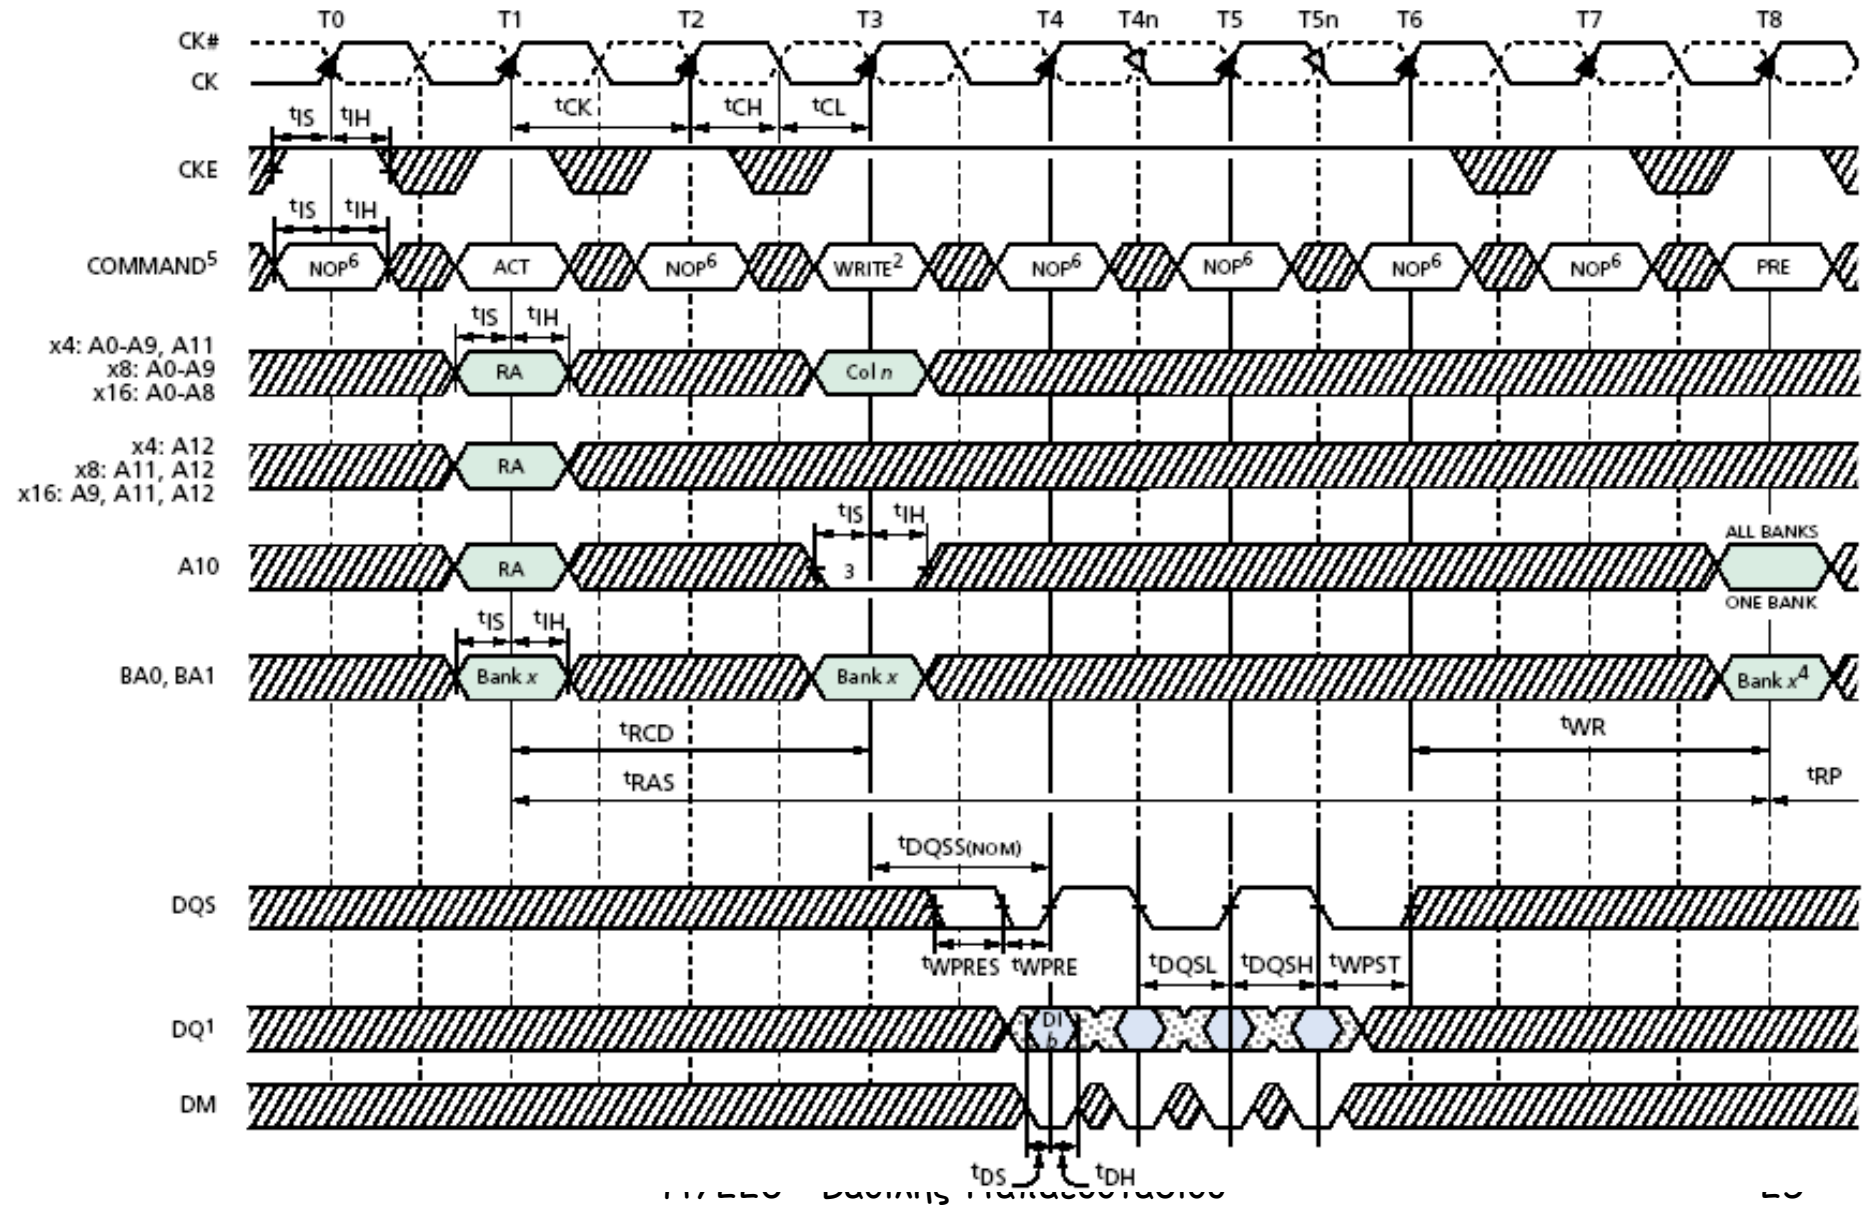 T0 T1 T2 T3 T4 T4n T5 T5n T6 T7 T8
CK#
CK
tCK tCH tCL
tIS tIH
CKE
tIS tIH
COMMAND5 NOP6 ACT NOP6 WRITE2 NOP6 NOP6 NOP6 NOP6 PRE
tIS tIH
x4: A0-A9, A11
x8: A0-A9
x16: A0-A8
RA Col n
x4: A12
x8: A11, A12
x16: A9, A11, A12
RA
tIS tIH
ALL BANKS
A10 RA 3
ONE BANK
tIS tIH
BA0, BA1 Bank x Bank x Bank x4
tRCD tWR
tRAS tRP
tDQSS(NOM)
DQS
tWPRES tWPRE tDQSL tDQSH tWPST
DQ1 DI b
DM
tDS tDH